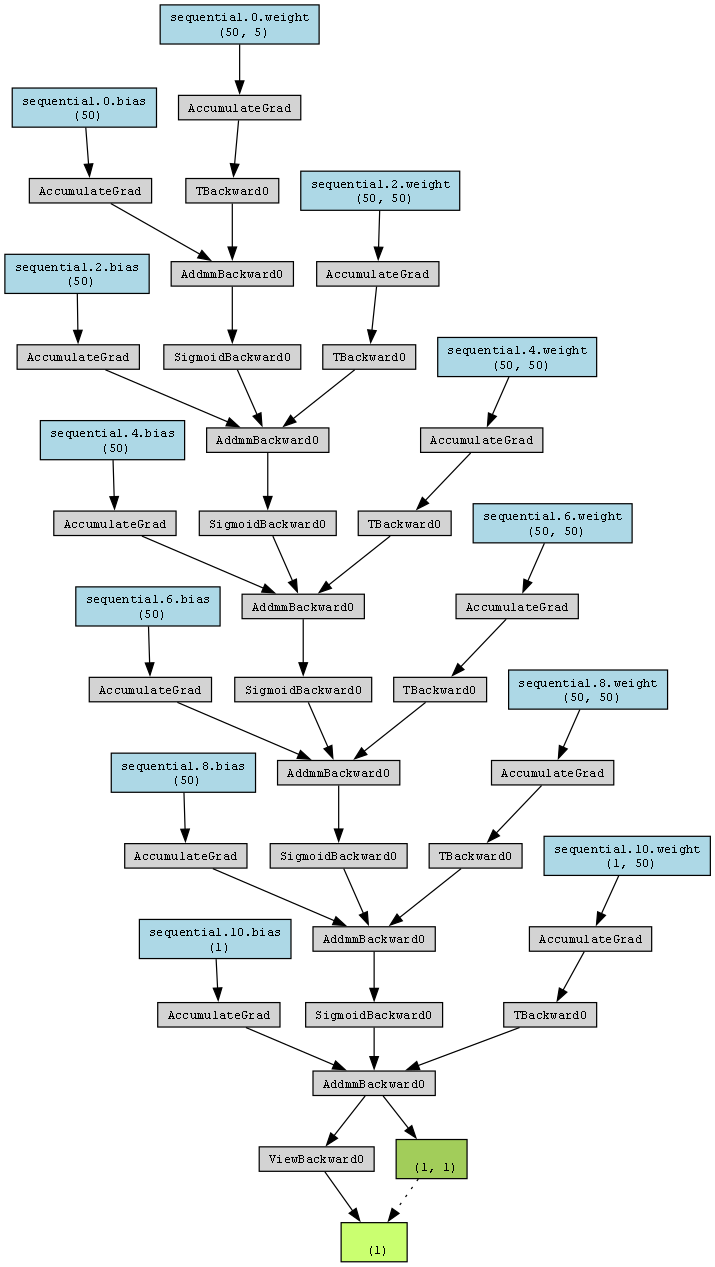 sequential.0.weight
(50, 5)
sequential.0.bias
(50)
AccumulateGrad
AccumulateGrad
TBackward0
sequential.2.weight
(50, 50)
sequential.2.bias
(50)
AddmmBackward0
AccumulateGrad
AccumulateGrad
SigmoidBackward0
TBackward0
sequential.4.weight
(50, 50)
sequential.4.bias
(50)
AddmmBackward0
AccumulateGrad
AccumulateGrad
SigmoidBackward0
TBackward0
sequential.6.weight
(50, 50)
sequential.6.bias
(50)
AddmmBackward0
AccumulateGrad
AccumulateGrad
SigmoidBackward0
TBackward0
sequential.8.weight
(50, 50)
sequential.8.bias
(50)
AddmmBackward0
AccumulateGrad
AccumulateGrad
SigmoidBackward0
TBackward0
sequential.10.weight
(1, 50)
sequential.10.bias
(1)
AddmmBackward0
AccumulateGrad
AccumulateGrad
SigmoidBackward0
TBackward0
AddmmBackward0
ViewBackward0
(1, 1)
(1)